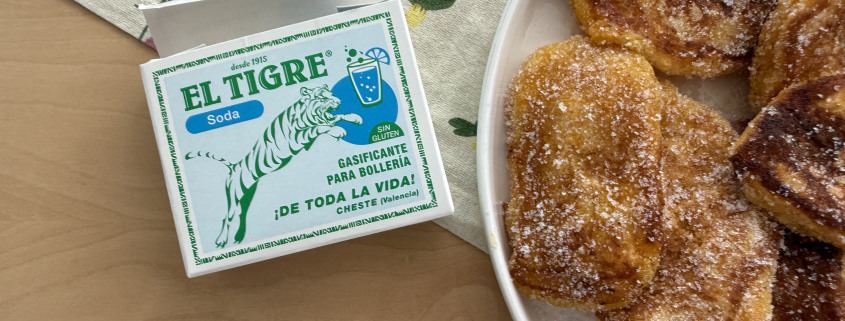 desde 1915
EL TIGRE®
Soda
SIN
GLUTEN
GASIFICANTE
PARA BOLLERÍA
¡DE TODA LA VIDA!
CHESTE (Valencia)